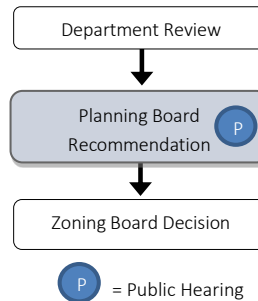 Department Review
Planning Board
Recommendation
P
Zoning Board Decision
P = Public Hearing